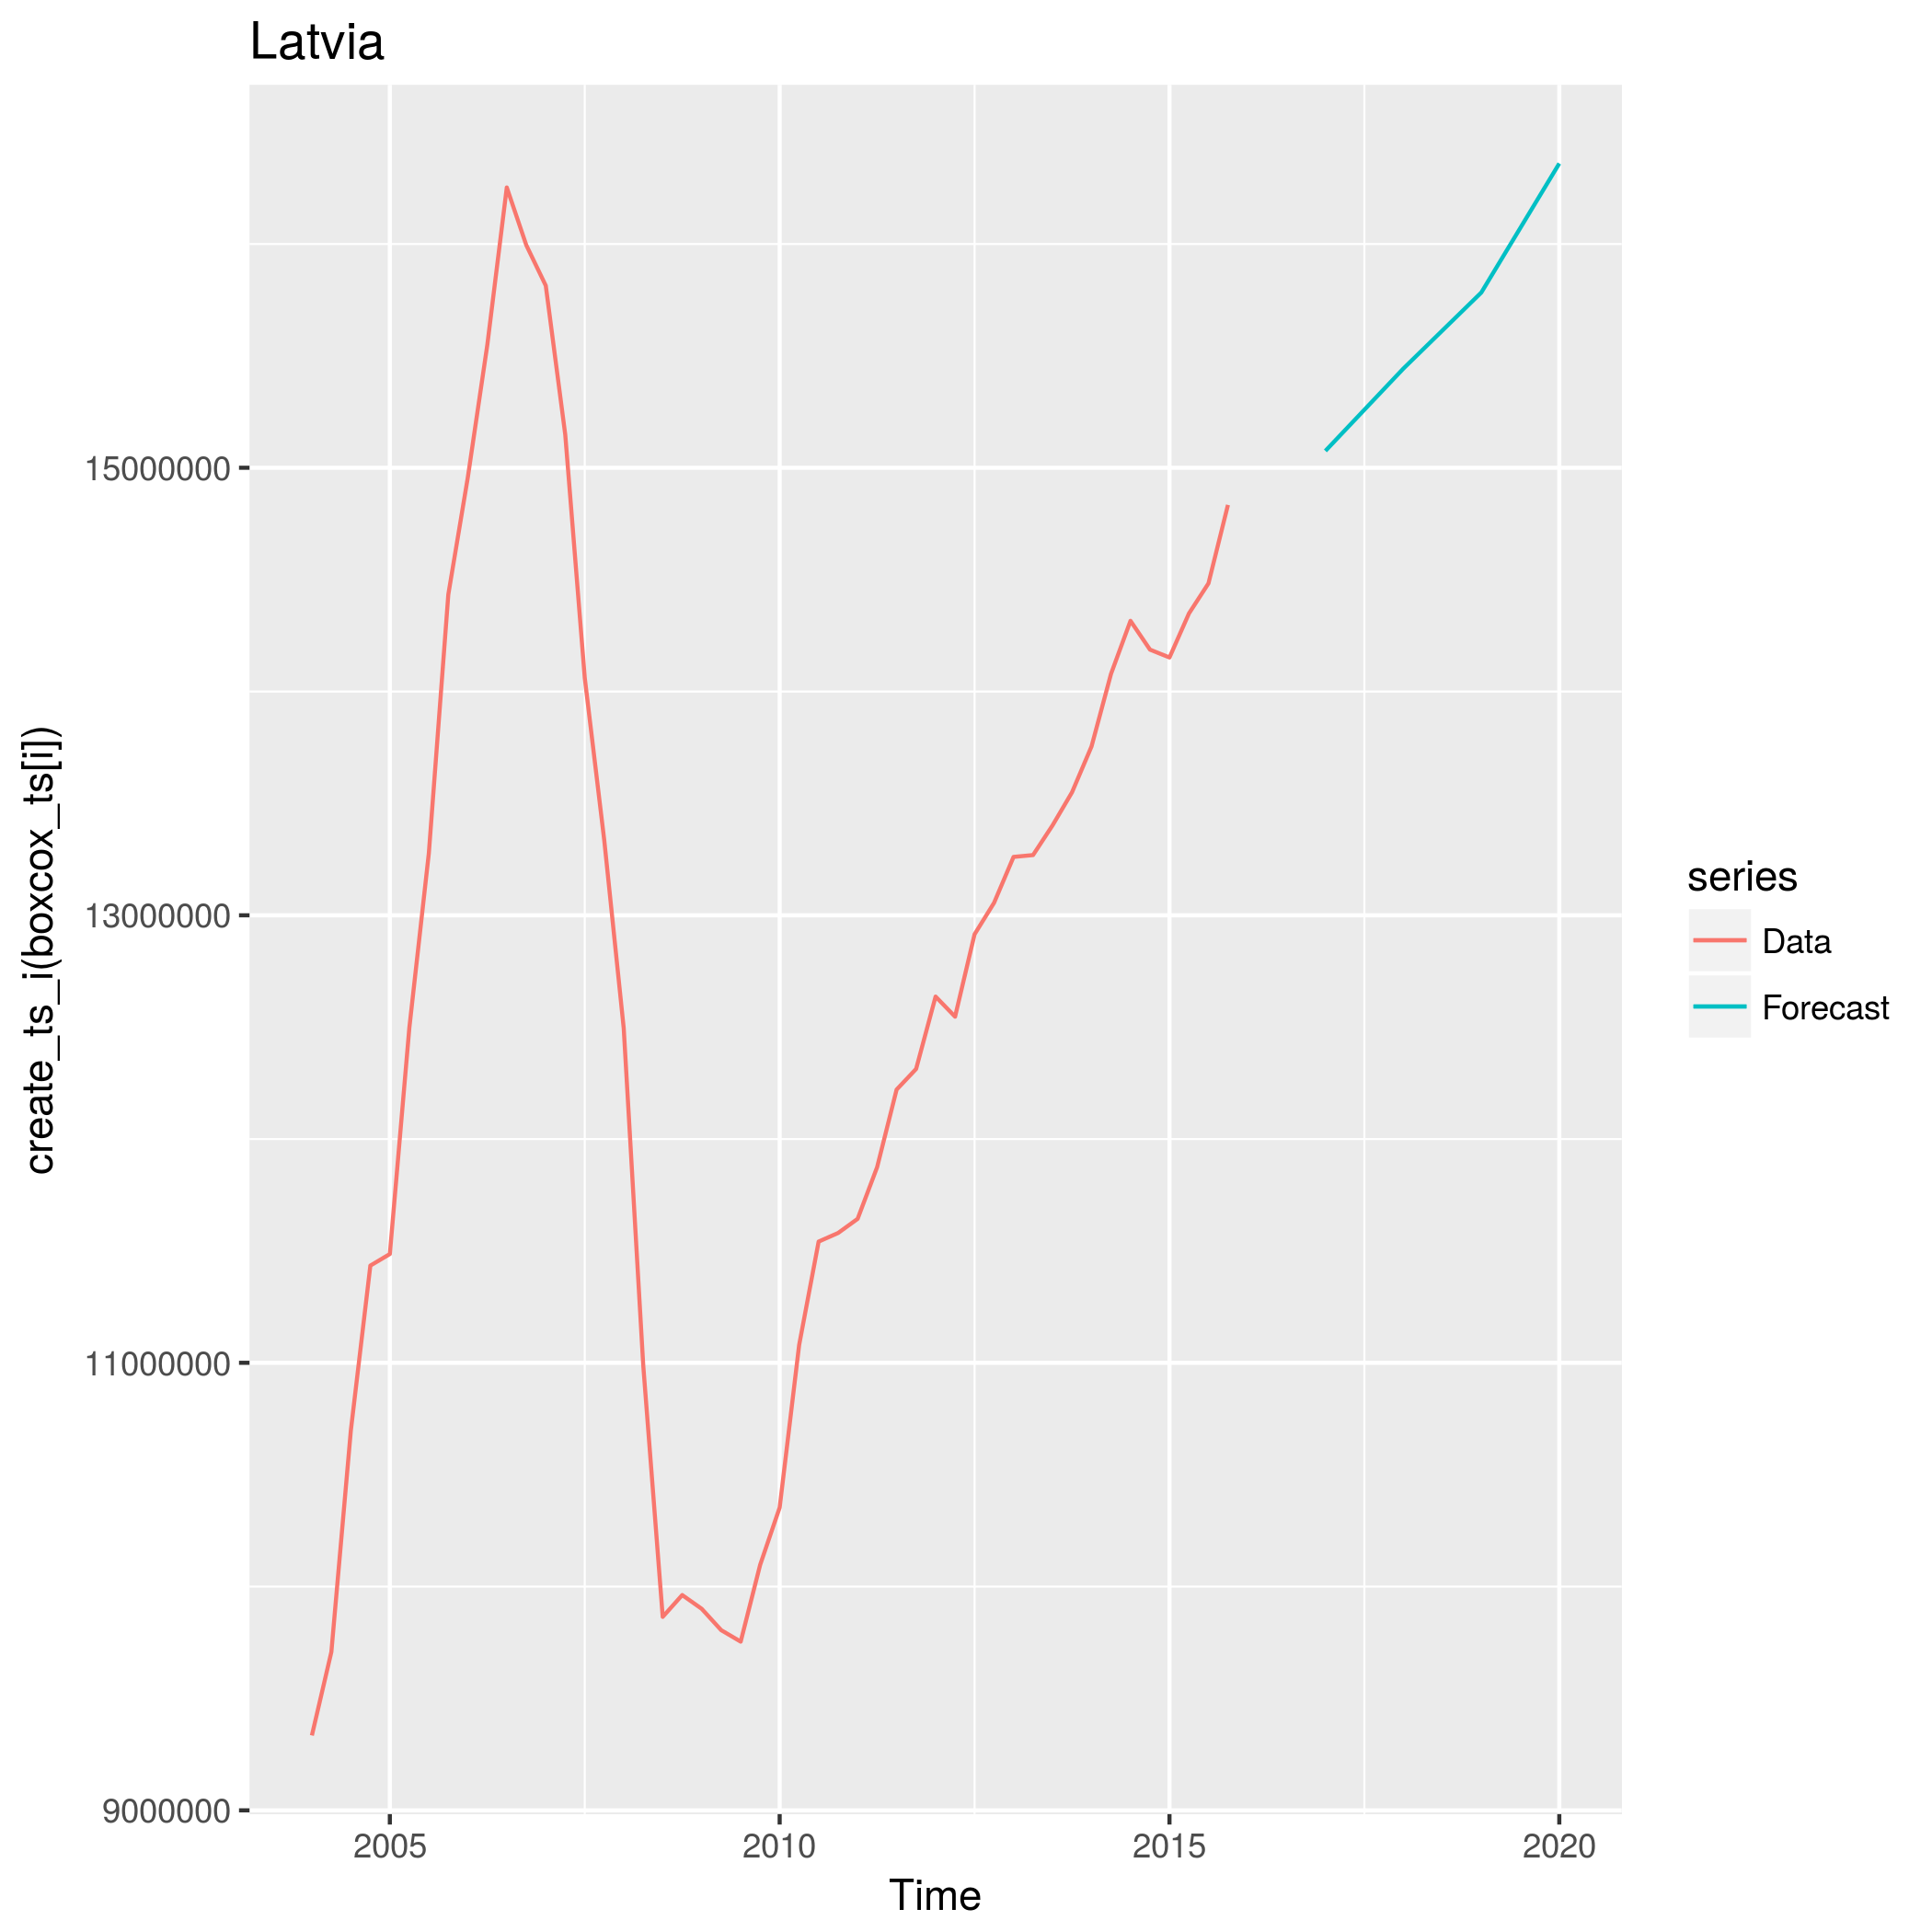 Latvia
create_ts_i(boxcox_ts[i])
15000000
13000000
11000000
9000000
2005
2010
2015
2020
Time
series
Data
Forecast